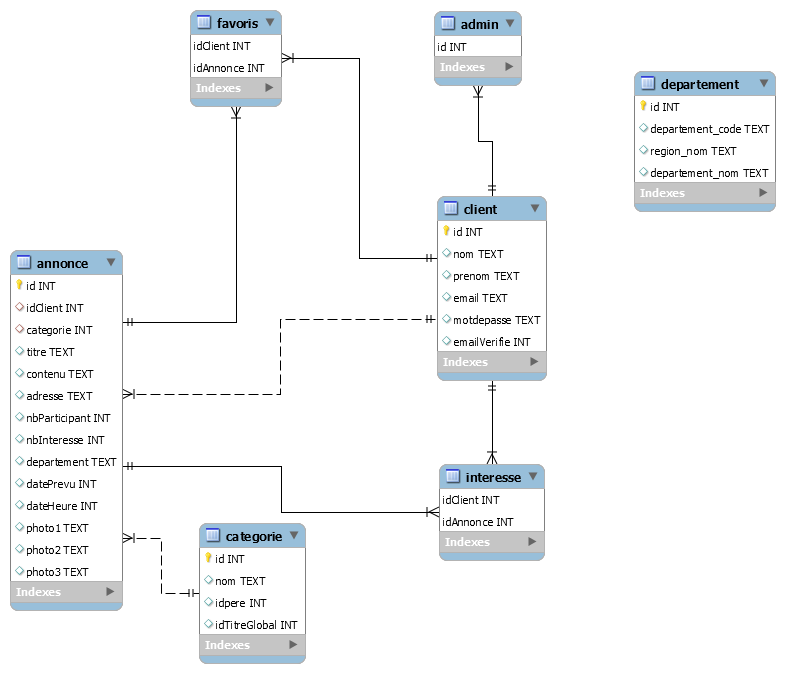 favoris
idClient INT
idAnnonce INT
Indexes
admin
id INT
Indexes
departement
id INT
departement_code TEXT
region_nom TEXT
departement_nom TEXT
Indexes
client
id INT
nom TEXT
prenom TEXT
email TEXT
motdepasse TEXT
emailVerifie INT
Indexes
annonce
id INT
idClient INT
categorie INT
titre TEXT
contenu TEXT
adresse TEXT
nbParticipant INT
nbInteresse INT
departement TEXT
datePrevu INT
dateHeure INT
photo1 TEXT
photo2 TEXT
photo3 TEXT
Indexes
interesse
idClient INT
idAnnonce INT
Indexes
categorie
id INT
nom TEXT
idpere INT
idTitreGlobal INT
Indexes